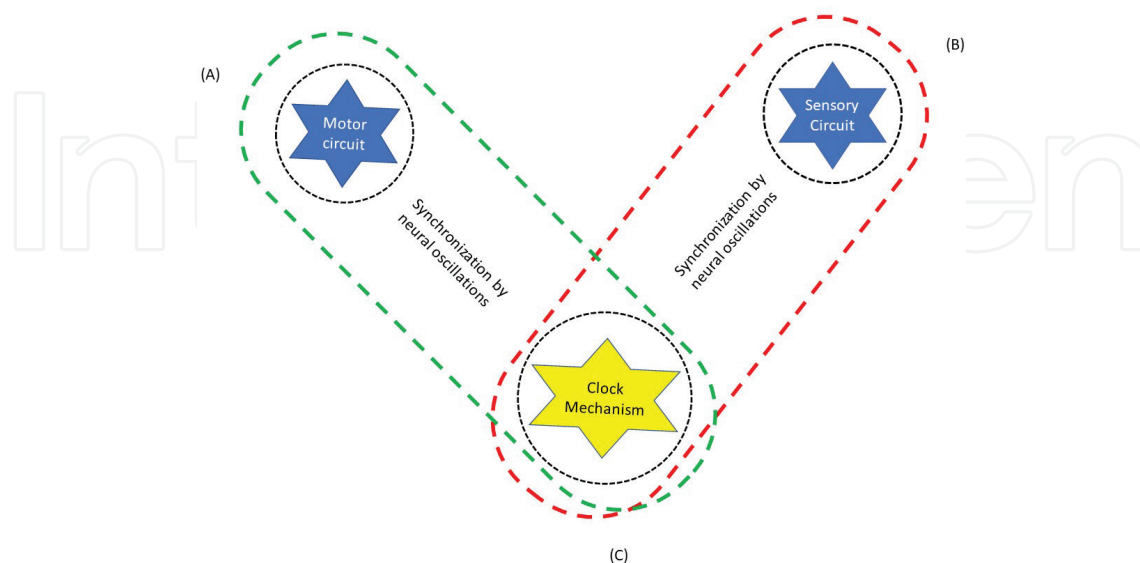 (A)
(B)
Motor
circuit
Sensory
Circuit
Synchronization by
neural oscillations
Synchronization by
neural oscillations
Clock
Mechanism
(C)